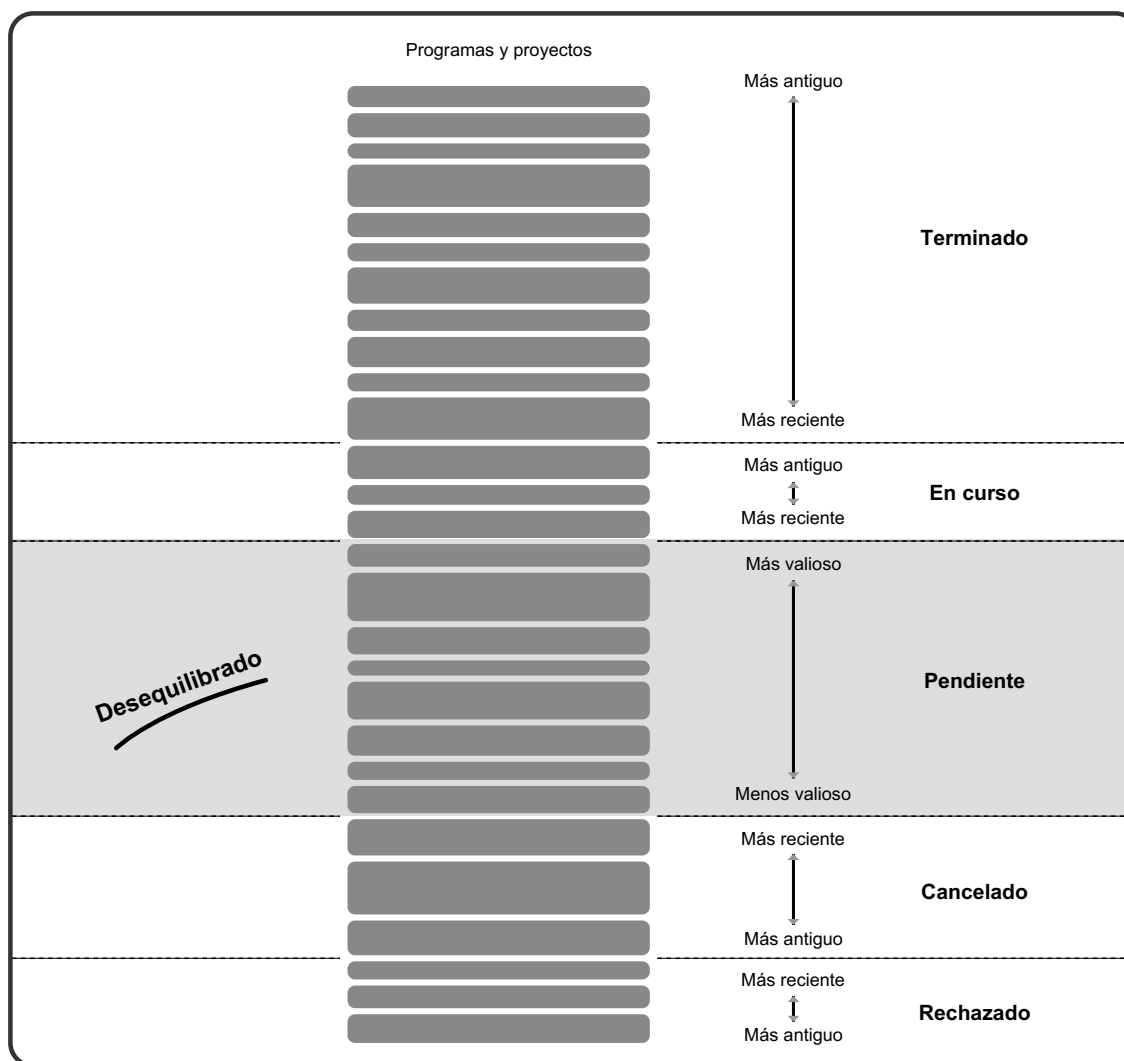 Programas y proyectos
Más antiguo
Terminado
Más reciente
Más antiguo
En curso
Más reciente
Más valioso
Desequilibrado
Pendiente
Menos valioso
Más reciente
Cancelado
Más antiguo
Más reciente
Rechazado
Más antiguo